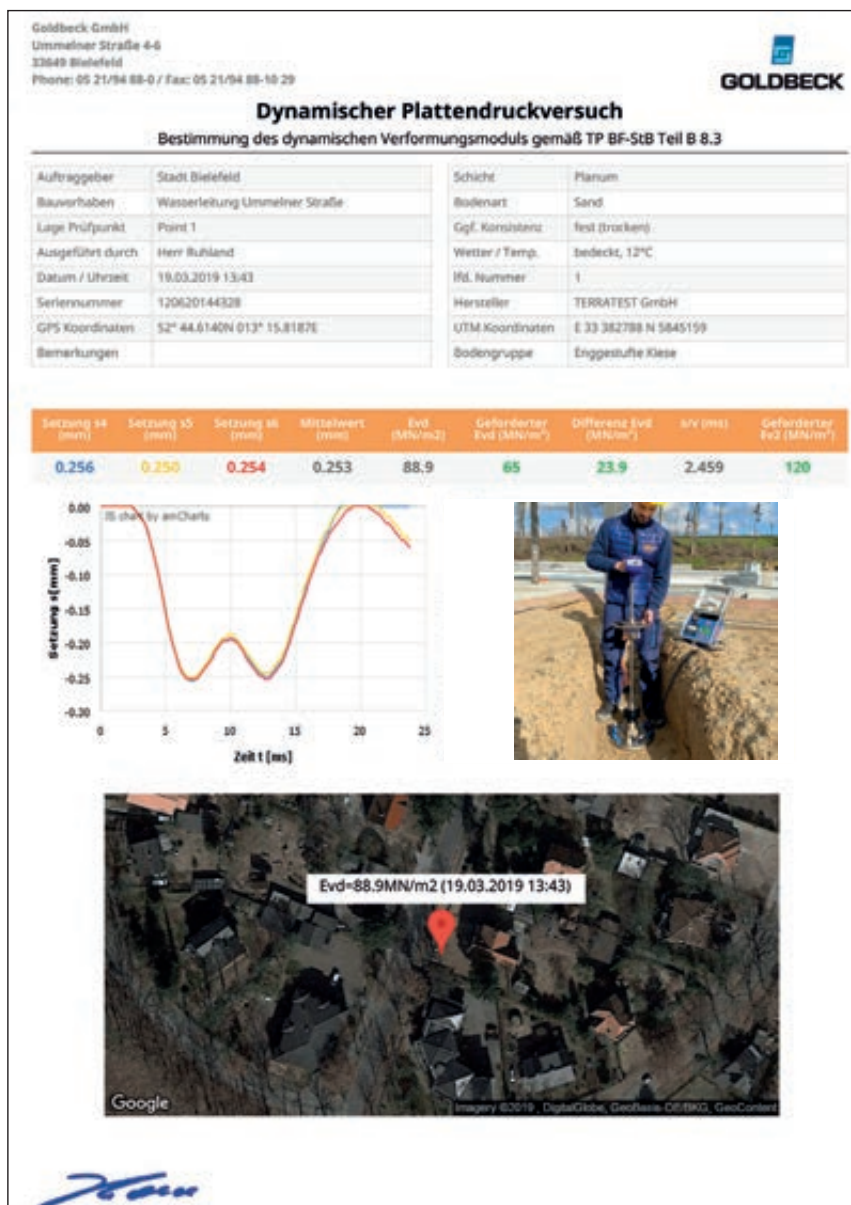 Goldbeck GmbH
Ummelner Straße 4-6
33649 Bielefeld
Phone: 05 21/94 88-0 / Fax: 05 21/94 88-10 29
GOLDBECK
Dynamischer Plattendruckversuch
Bestimmung des dynamischen Verformungsmoduls gemäß TP BF-StB Teil B 8.3
Auftraggeber Stadt Bielefeld
Bauvorhaben Wasserleitung Ummelner Straße
Lage Prüfpunkt Point 1
Ausgeführt durch Herr Ruhland
Datum / Uhrzeit 19.03.2019 13:43
Seriennummer 120620144328
GPS Koordinaten 52° 44.6140N 013° 15.8187E
Bemerkungen
Schicht Planum
Bodenart Sand
Ggf. Konsistenz fest (trocken)
Wetter / Temp. bedeckt, 12°C
lfd. Nummer 1
Hersteller TERRATEST GmbH
UTM Koordinaten E 33 382788 N 5845159
Bodengruppe Enggestufte Kiese
Setzung s4 (mm) Setzung s5 (mm) Setzung s6 (mm) Mittelwert (mm) Evd (MN/m2) Geforderter Evd (MN/m²) Differenz Evd (MN/m²) s/v (ms) Geforderter Ev2 (MN/m²)
0.256 0.250 0.254 0.253 88.9 65 23.9 2.459 120
JS chart by amCharts
Setzung s[mm]
0.00
-0.05
-0.10
-0.15
-0.20
-0.25
-0.30
0 5 10 15 20 25
Zeit t [ms]
Evd=88.9MN/m2 (19.03.2019 13:43)
Google
Imagery ©2019 , DigitalGlobe, GeoBasis-DE/BKG, GeoContent